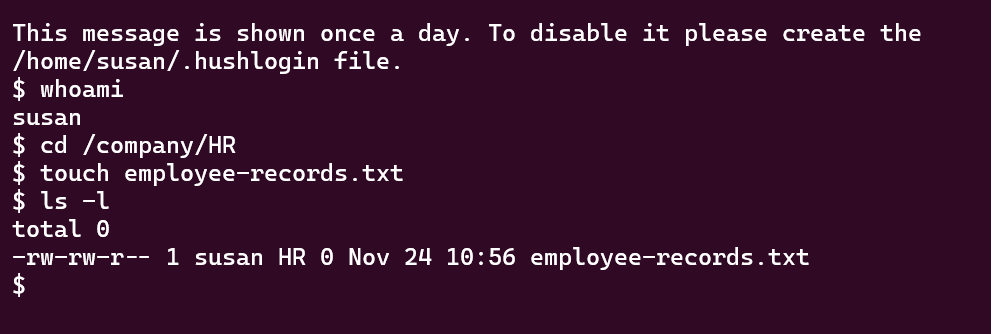 This message is shown once a day. To disable it please create the
/home/susan/.hushlogin file.
$ whoami
susan
$ cd /company/HR
$ touch employee-records.txt
$ ls -l
total 0
-rw-rw-r-- 1 susan HR 0 Nov 24 10:56 employee-records.txt
$